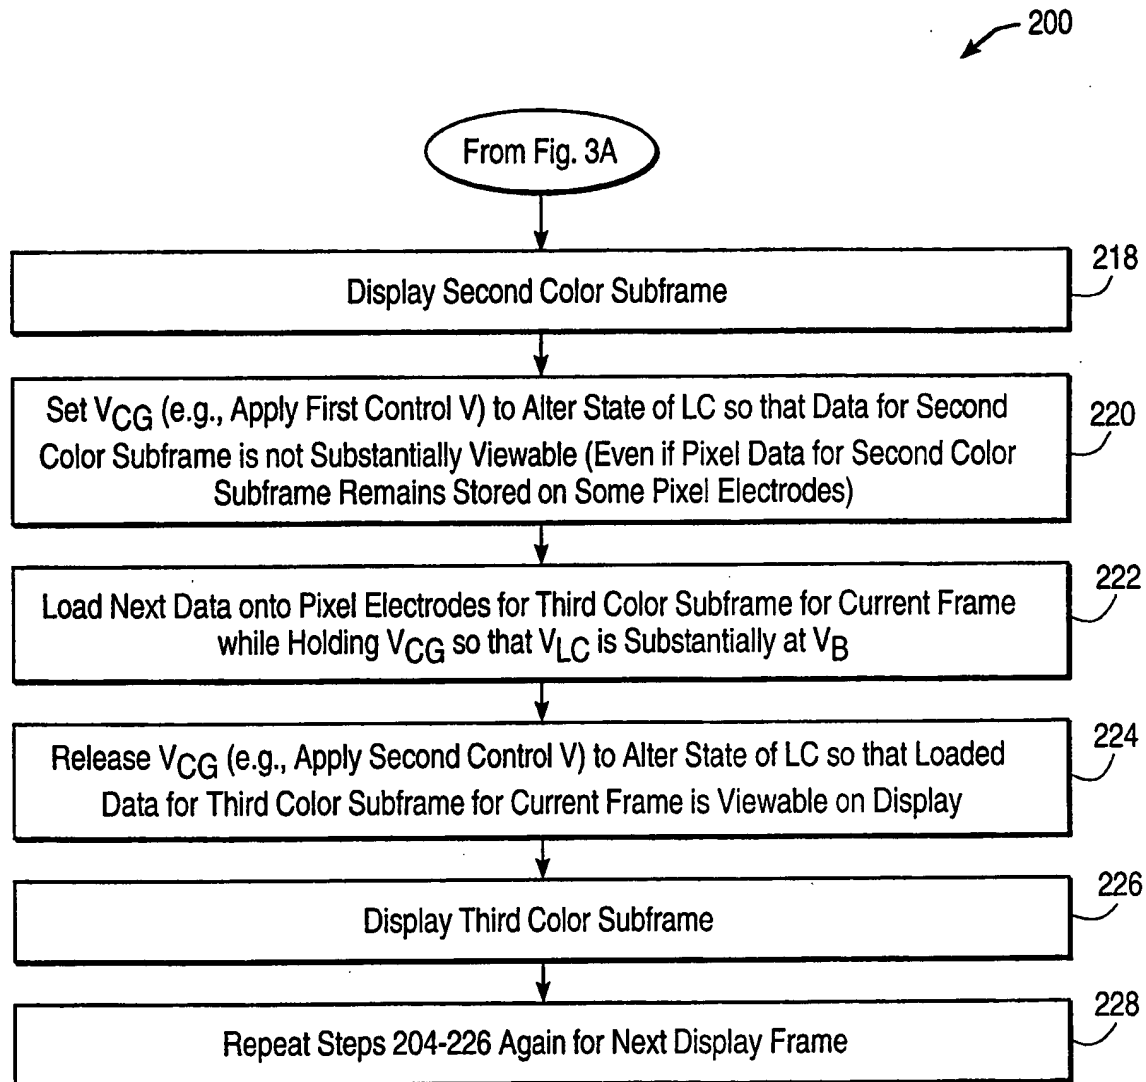 200
From Fig. 3A
Display Second Color Subframe
218
Set VCG (e.g., Apply First Control V) to Alter State of LC so that Data for Second
Color Subframe is not Substantially Viewable (Even if Pixel Data for Second Color
Subframe Remains Stored on Some Pixel Electrodes)
220
Load Next Data onto Pixel Electrodes for Third Color Subframe for Current Frame
while Holding VCG so that VLC is Substantially at VB
222
Release VCG (e.g., Apply Second Control V) to Alter State of LC so that Loaded
Data for Third Color Subframe for Current Frame is Viewable on Display
224
Display Third Color Subframe
226
Repeat Steps 204-226 Again for Next Display Frame
228